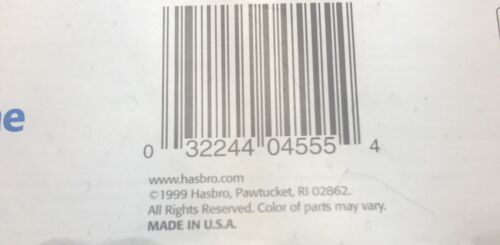 e
0 32244 04555 4
www.hasbro.com
©1999 Hasbro, Pawtucket, RI 02862.
All Rights Reserved. Color of parts may vary.
MADE IN U.S.A.